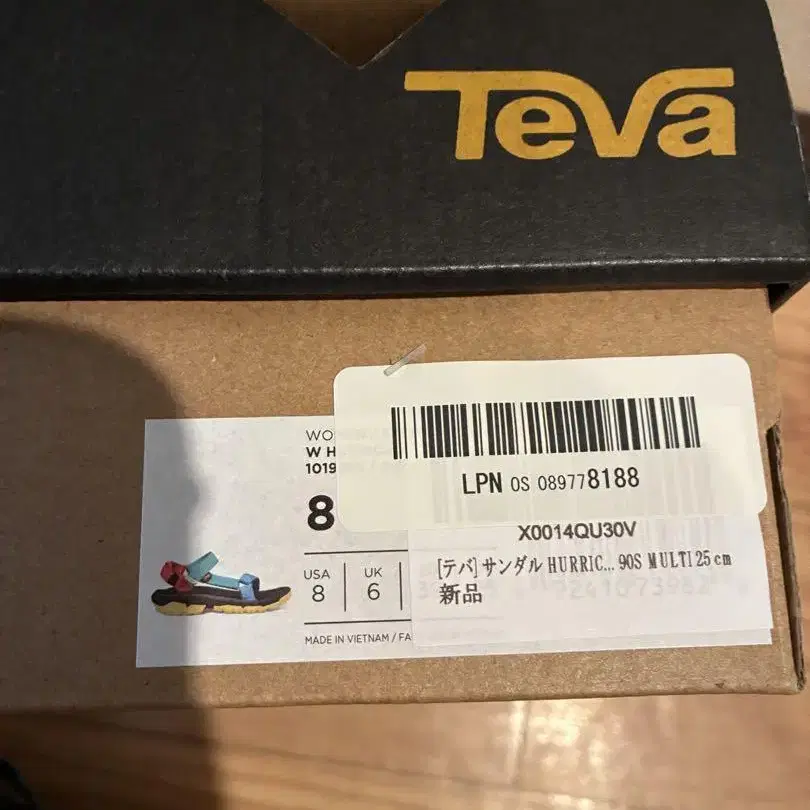 Teva
WO
W H
1019
8
USA
8
UK
6
MADE IN VIETNAM / FA
LPN OS 089778188
X0014QU30V
[テバ]サンダル HURRIC... 90S MULTI 25cm
新品